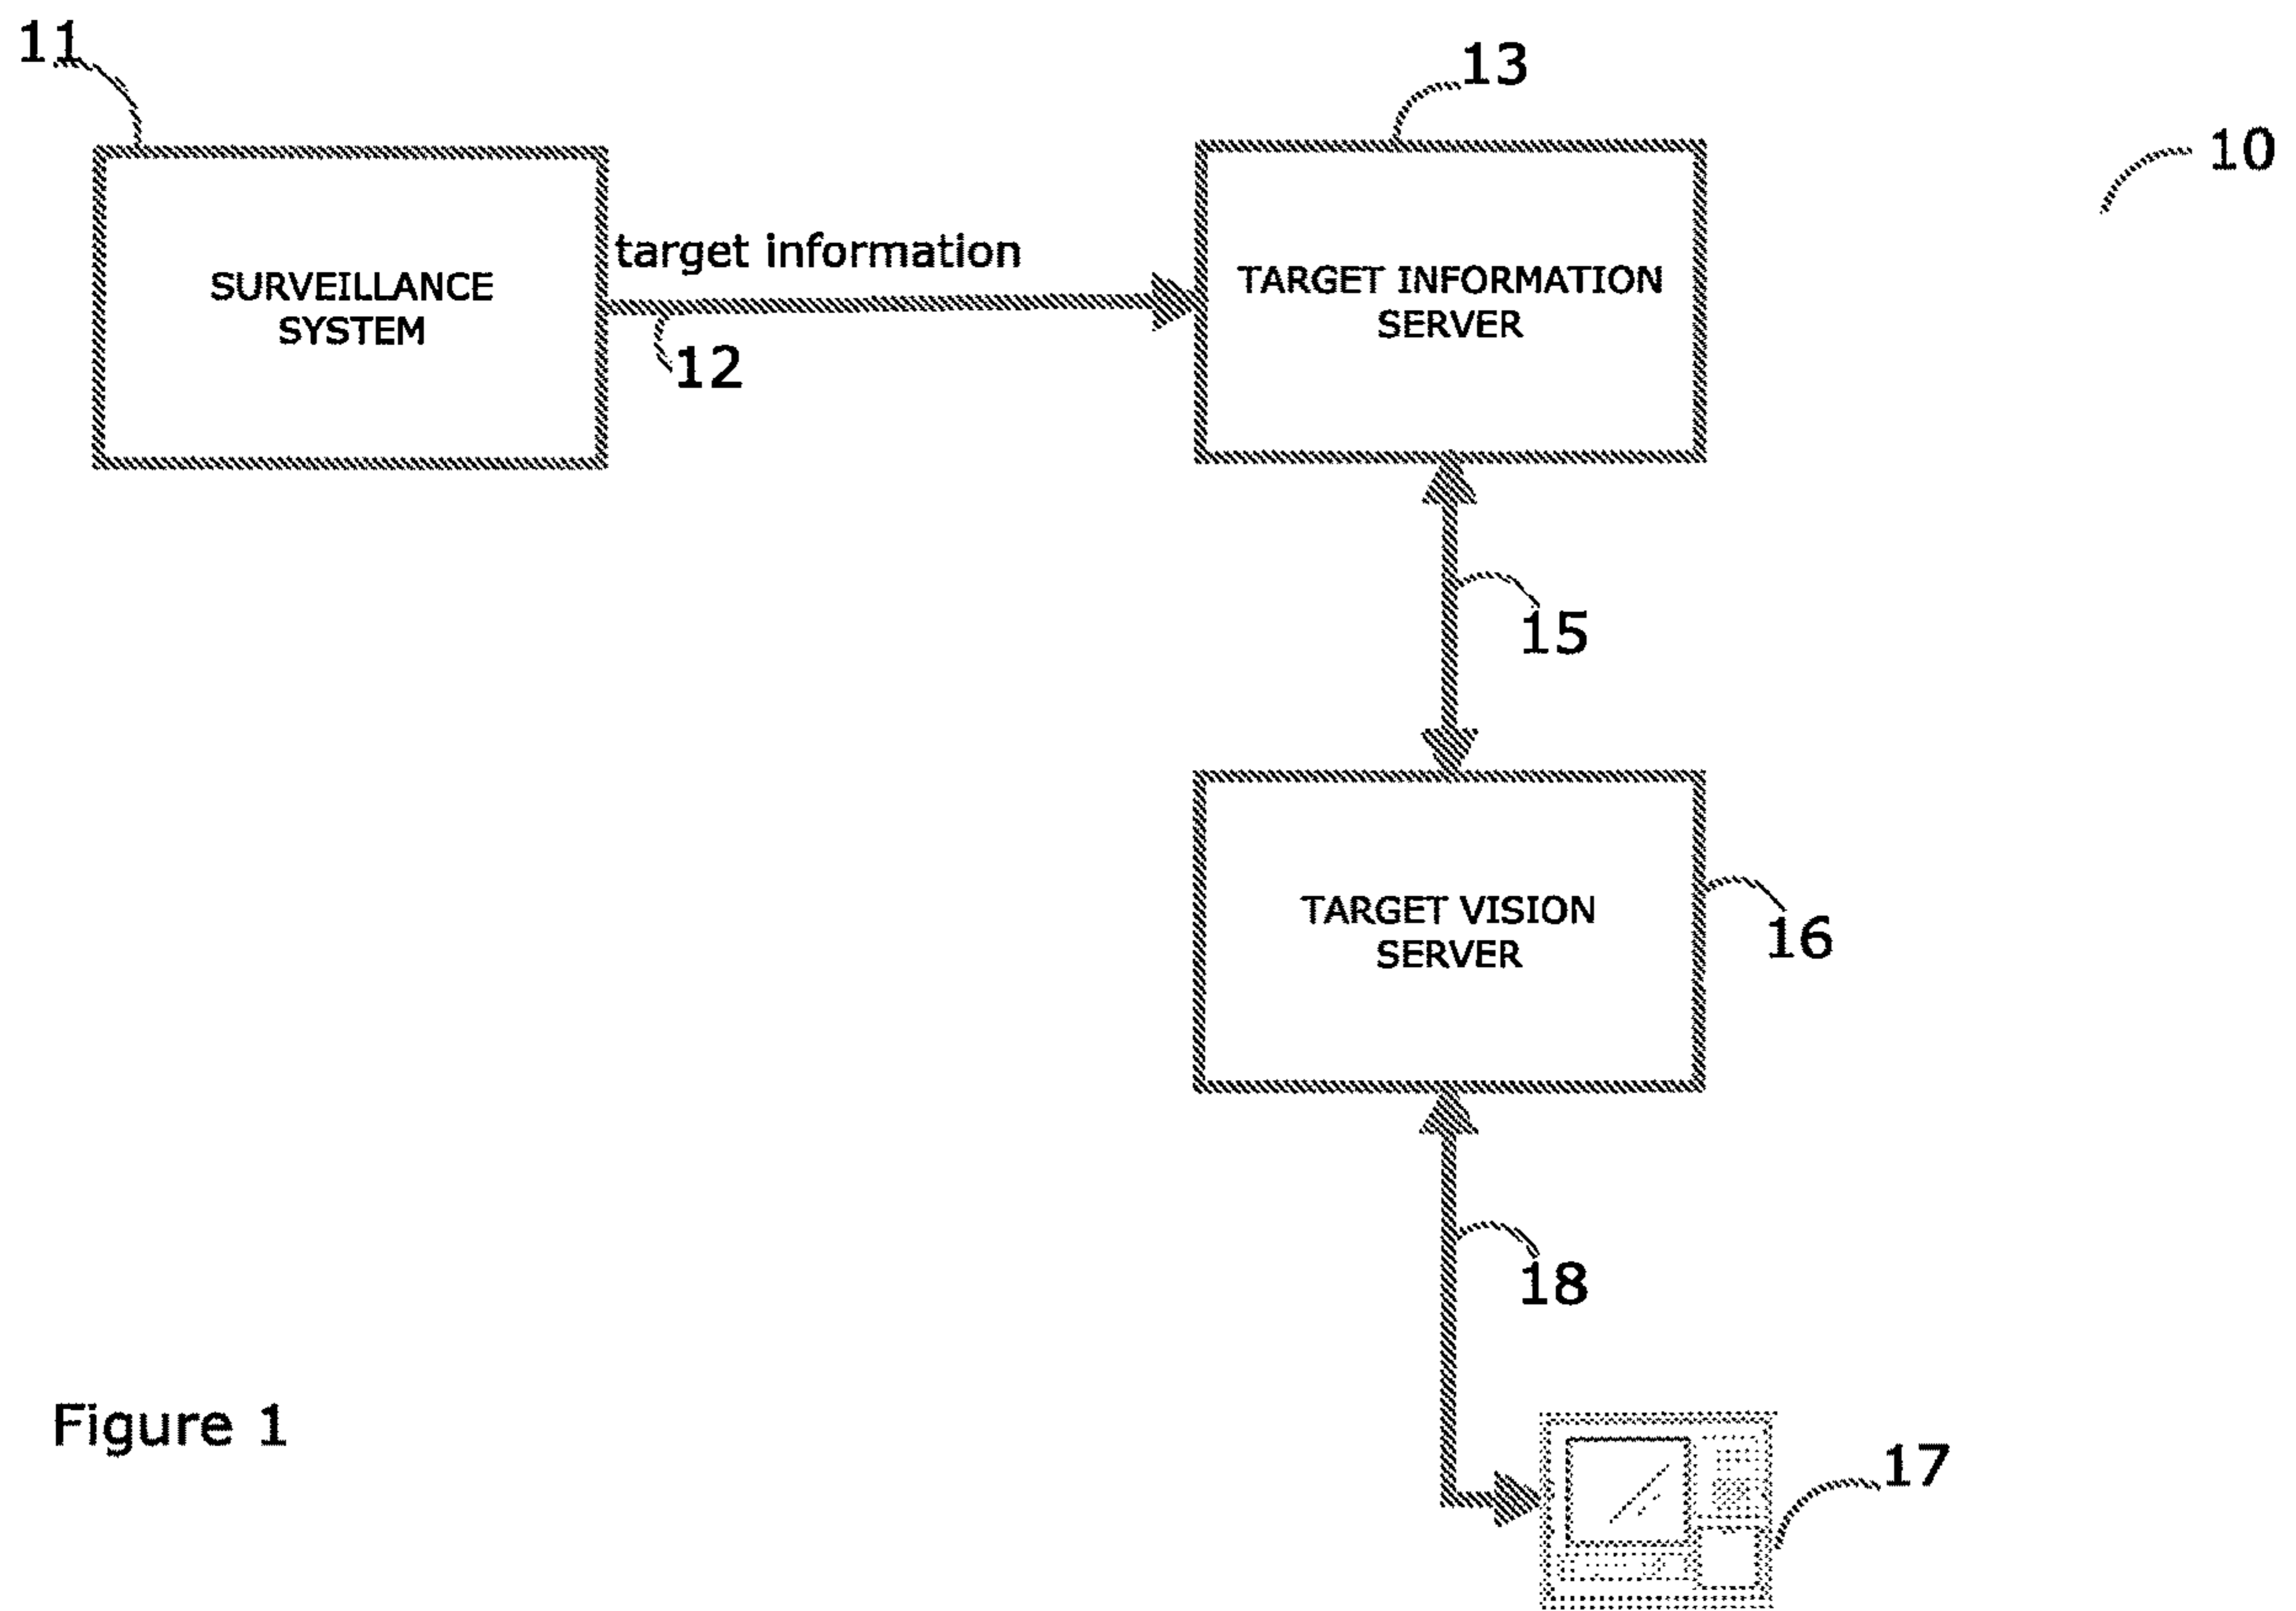 11
13
10
SURVEILLANCE
SYSTEM
target information
12
TARGET INFORMATION
SERVER
15
TARGET VISION
SERVER
16
18
Figure 1
17